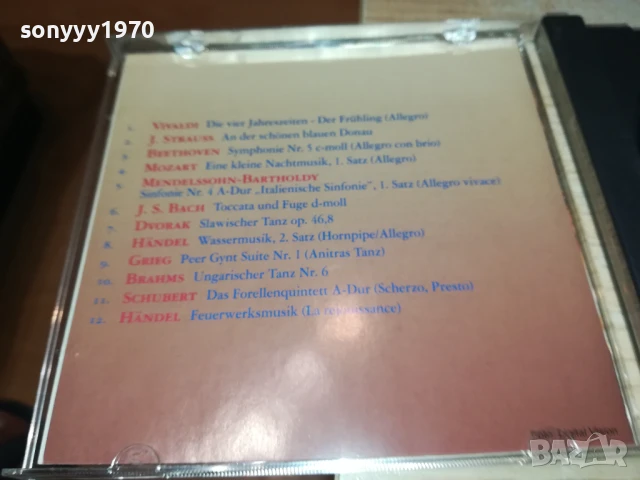 sonyyy1970
1. VIVALDI Die vier Jahreszeiten - Der Frühling (Allegro)
2. J. STRAUSS An der schönen blauen Donau
3. BEETHOVEN Symphonie Nr. 5 c-moll (Allegro con brio)
4. MOZART Eine kleine Nachtmusik, 1. Satz (Allegro)
5. MENDELSSOHN-BARTHOLDY
Sinfonie Nr. 4 A-Dur „Italienische Sinfonie", 1. Satz (Allegro vivace)
6. J. S. BACH Toccata und Fuge d-moll
7. DVORAK Slawischer Tanz op. 46,8
8. HÄNDEL Wassermusik, 2. Satz (Hornpipe/Allegro)
9. GRIEG Peer Gynt Suite Nr. 1 (Anitras Tanz)
10. BRAHMS Ungarischer Tanz Nr. 6
11. SCHUBERT Das Forellenquintett A-Dur (Scherzo, Presto)
12. HÄNDEL Feuerwerksmusik (La rejouissance)
BAZAR
bg